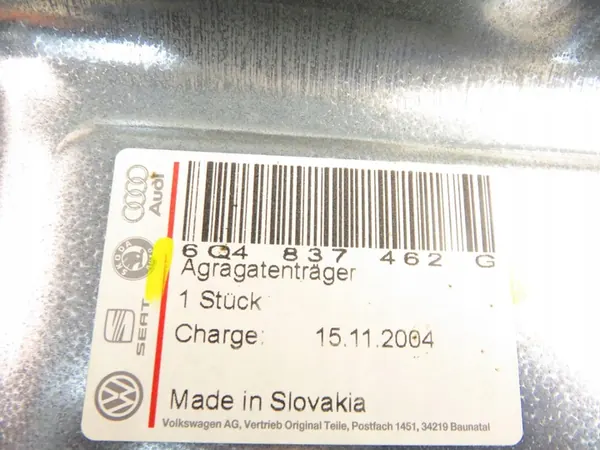 6Q4 837 462 G
Agragatenträger
1 Stück
Charge: 15.11.2004
Made in Slovakia
Volkswagen AG, Vertrieb Original Teile, Postfach 1451, 34219 Baunatal
Audi
SKODA
SEAT